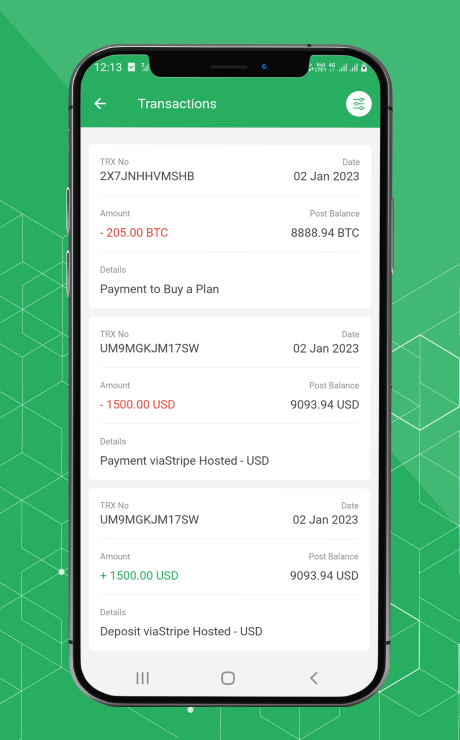 12:13
Transactions
TRX No Date
2X7JNHHVMSHB 02 Jan 2023
Amount Post Balance
- 205.00 BTC 8888.94 BTC
Details
Payment to Buy a Plan
TRX No Date
UM9MGKJM17SW 02 Jan 2023
Amount Post Balance
- 1500.00 USD 9093.94 USD
Details
Payment viaStripe Hosted - USD
TRX No Date
UM9MGKJM17SW 02 Jan 2023
Amount Post Balance
+ 1500.00 USD 9093.94 USD
Details
Deposit viaStripe Hosted - USD